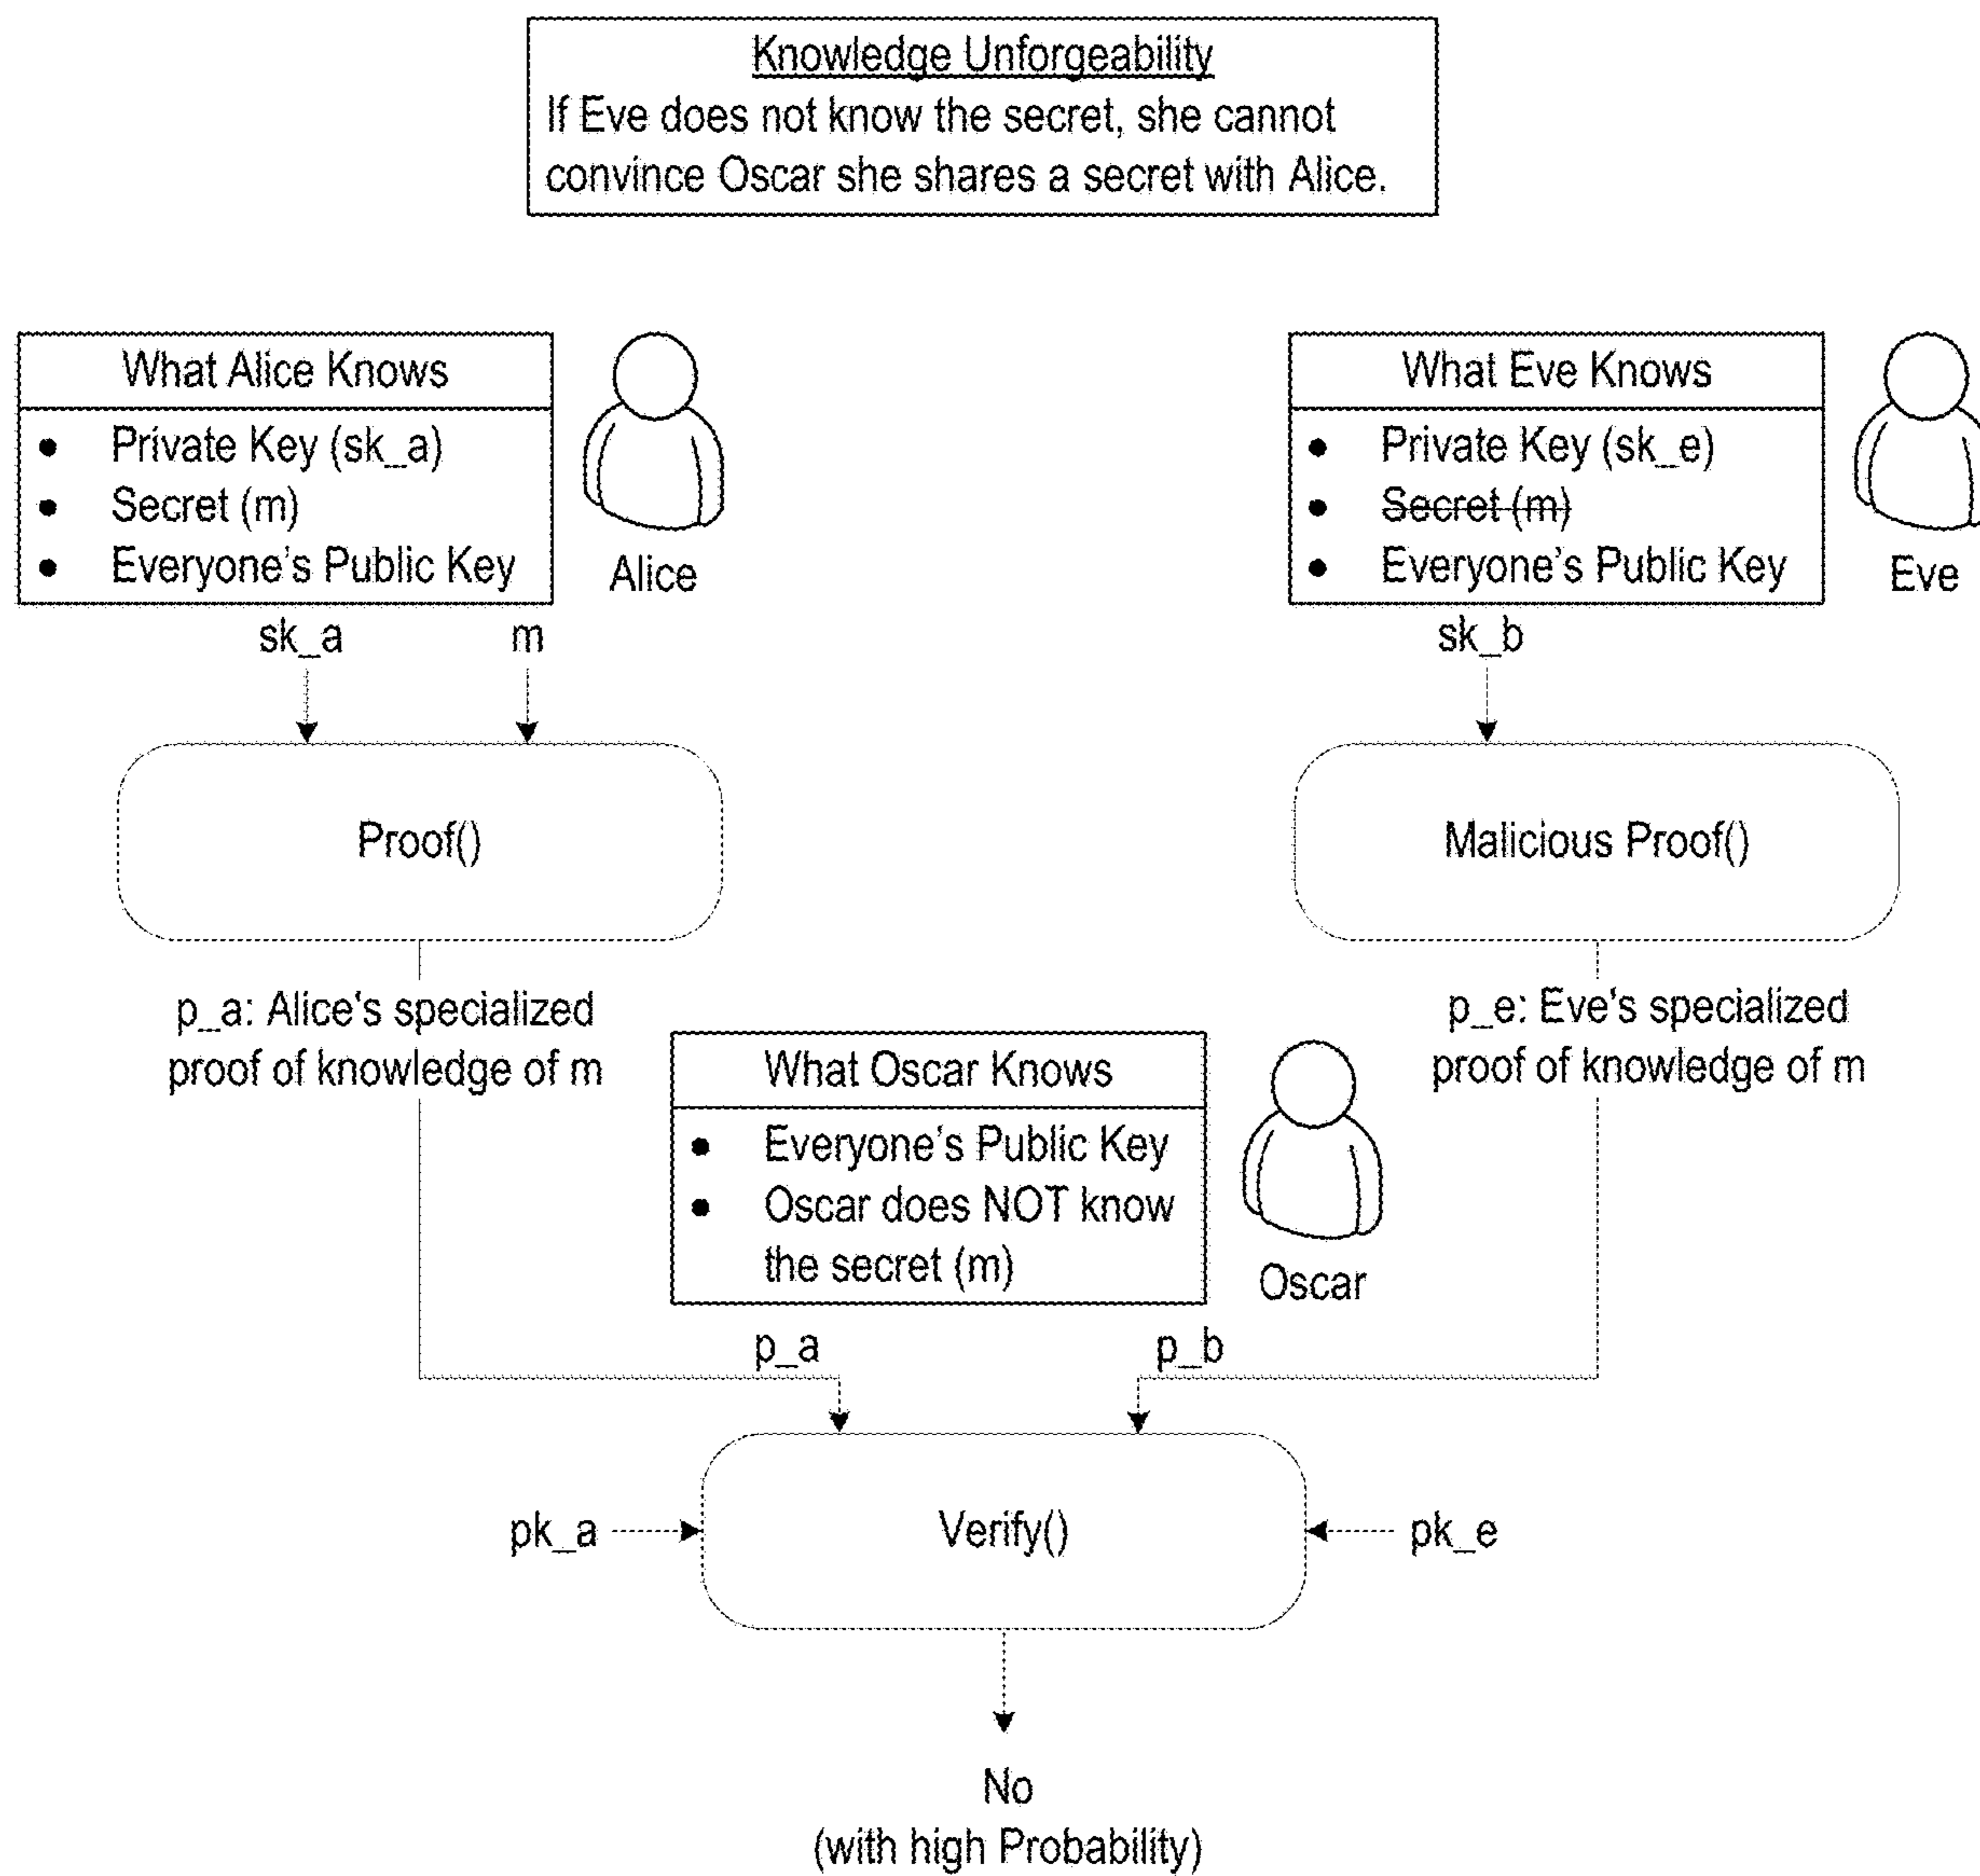 Knowledge Unforgeability
If Eve does not know the secret, she cannot
convince Oscar she shares a secret with Alice.
What Alice Knows
• Private Key (sk_a)
• Secret (m)
• Everyone's Public Key
Alice
What Eve Knows
• Private Key (sk_e)
• Secret (m)
• Everyone's Public Key
Eve
sk_a
m
sk_b
Proof()
Malicious Proof()
p_a: Alice's specialized
proof of knowledge of m
p_e: Eve's specialized
proof of knowledge of m
What Oscar Knows
• Everyone's Public Key
• Oscar does NOT know
the secret (m)
Oscar
p_a
p_b
pk_a
Verify()
pk_e
No
(with high Probability)